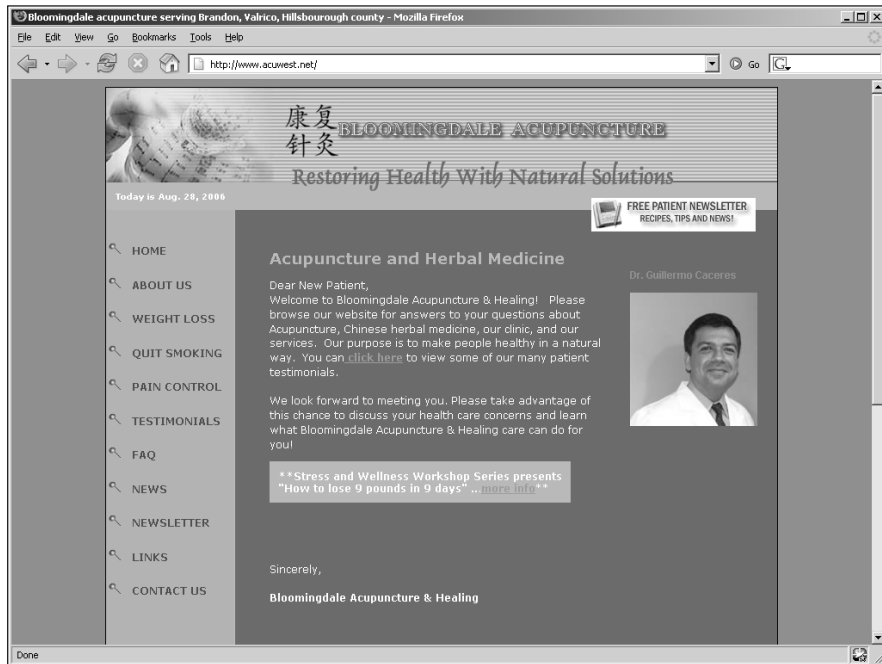 Bloomingdale acupuncture serving Brandon, Valrico, Hillsbourough county - Mozilla Firefox
File Edit View Go Bookmarks Tools Help
http://www.acuwest.net/
Go
G
康复
针灸
BLOOMINGDALE ACUPUNCTURE
Restoring Health With Natural Solutions
Today is Aug. 28, 2006
FREE PATIENT NEWSLETTER
RECIPES, TIPS AND NEWS!
HOME
ABOUT US
WEIGHT LOSS
QUIT SMOKING
PAIN CONTROL
TESTIMONIALS
FAQ
NEWS
NEWSLETTER
LINKS
CONTACT US
Acupuncture and Herbal Medicine
Dear New Patient,
Welcome to Bloomingdale Acupuncture & Healing! Please
browse our website for answers to your questions about
Acupuncture, Chinese herbal medicine, our clinic, and our
services. Our purpose is to make people healthy in a natural
way. You can click here to view some of our many patient
testimonials.
We look forward to meeting you. Please take advantage of
this chance to discuss your health care concerns and learn
what Bloomingdale Acupuncture & Healing care can do for
you!
**Stress and Wellness Workshop Series presents
"How to lose 9 pounds in 9 days" .. more info**
Sincerely,
Bloomingdale Acupuncture & Healing
Dr. Guillermo Caceres
Done